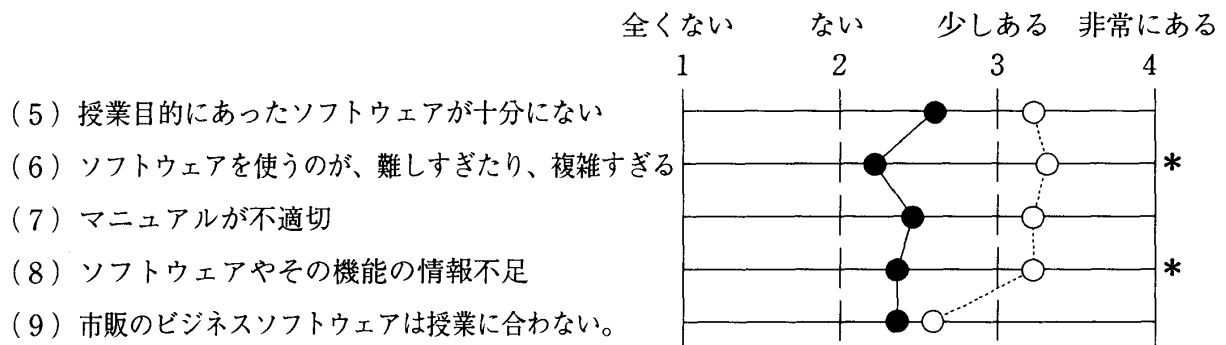 全くない ない 少しある 非常にある
1 2 3 4
(5) 授業目的にあったソフトウェアが十分にない
(6) ソフトウェアを使うのが、難しすぎたり、複雑すぎる *
(7) マニュアルが不適切
(8) ソフトウェアやその機能の情報不足 *
(9) 市販のビジネスソフトウェアは授業に合わない。